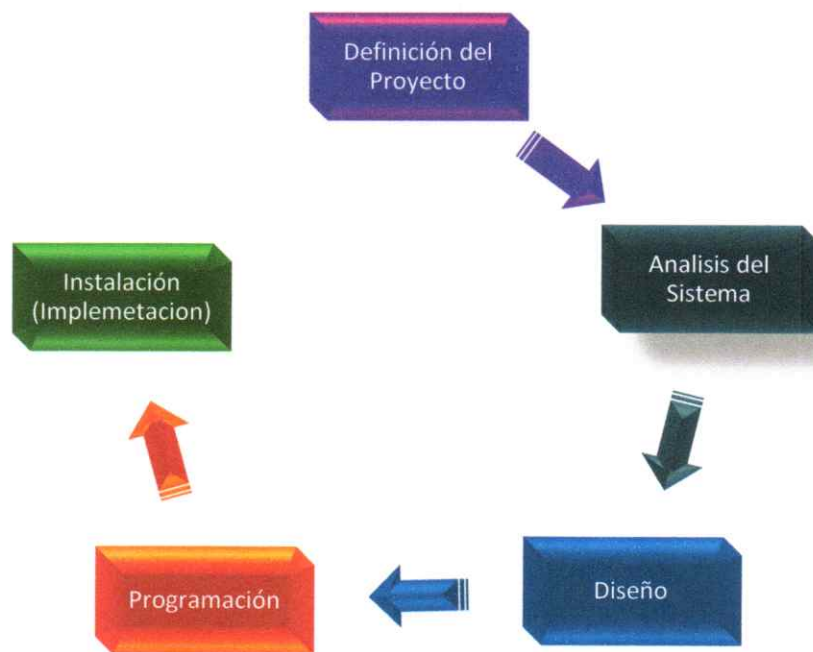 Definición del
Proyecto
Analisis del
Sistema
Diseño
Programación
Instalación
(Implemetacion)